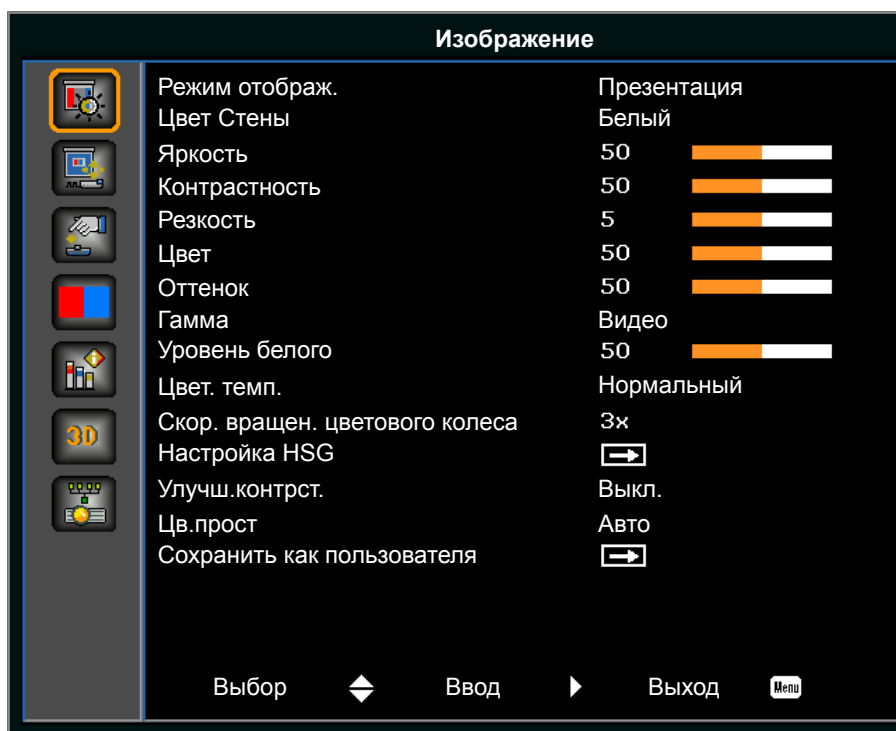 Изображение
Режим отображ. Презентация
Цвет Стены Белый
Яркость 50
Контрастность 50
Резкость 5
Цвет 50
Оттенок 50
Гамма Видео
Уровень белого 50
Цвет. темп. Нормальный
Скор. вращен. цветового колеса 3x
3D
Настройка HSG
Улучш.контрст. Выкл.
Цв.прост Авто
Сохранить как пользователя
Выбор Ввод Выход Menu